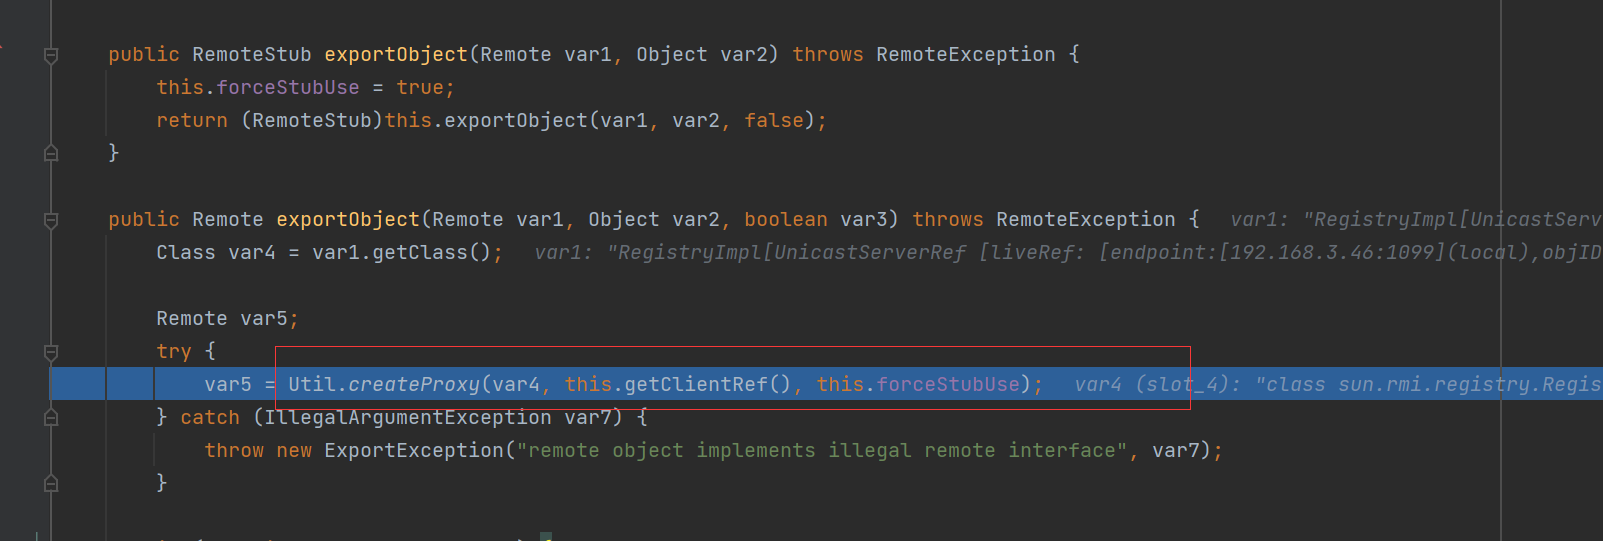 public RemoteStub exportObject(Remote var1, Object var2) throws RemoteException {
this.forceStubUse = true;
return (RemoteStub)this.exportObject(var1, var2, false);
}
public Remote exportObject(Remote var1, Object var2, boolean var3) throws RemoteException { var1: "RegistryImpl[UnicastServ
Class var4 = var1.getClass(); var1: "RegistryImpl[UnicastServerRef [liveRef: [endpoint:[192.168.3.46:1099](local),objID
Remote var5;
try {
var5 = Util.createProxy(var4, this.getClientRef(), this.forceStubUse); var4 (slot_4): "class sun.rmi.registry.Regis
} catch (IllegalArgumentException var7) {
throw new ExportException("remote object implements illegal remote interface", var7);
}